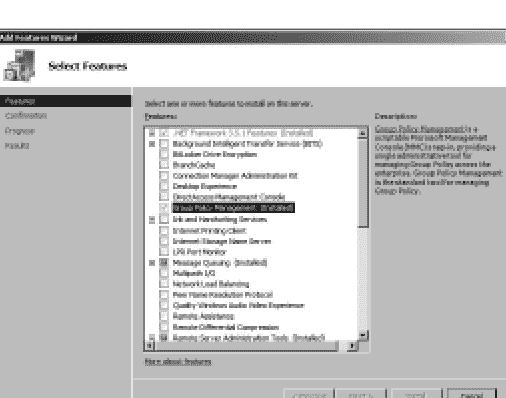 Add Features Wizard
Select Features
Features
Confirmation
Progress
Results
Select one or more features to install on this server.
Features:
.NET Framework 3.5.1 Features (Installed)
Background Intelligent Transfer Service (BITS)
BitLocker Drive Encryption
BranchCache
Connection Manager Administration Kit
Desktop Experience
DirectAccess Management Console
Group Policy Management (Installed)
Ink and Handwriting Services
Internet Printing Client
Internet Storage Name Server
LPR Port Monitor
Message Queuing (Installed)
Multipath I/O
Network Load Balancing
Peer Name Resolution Protocol
Quality Windows Audio Video Experience
Remote Assistance
Remote Differential Compression
Remote Server Administration Tools (Installed)
Description:
Group Policy Management is a
scriptable Microsoft Management
Console (MMC) snap-in, providing a
single administrative tool for
managing Group Policy across the
enterprise. Group Policy Management
is the standard tool for managing
Group Policy.
More about features
Cancel